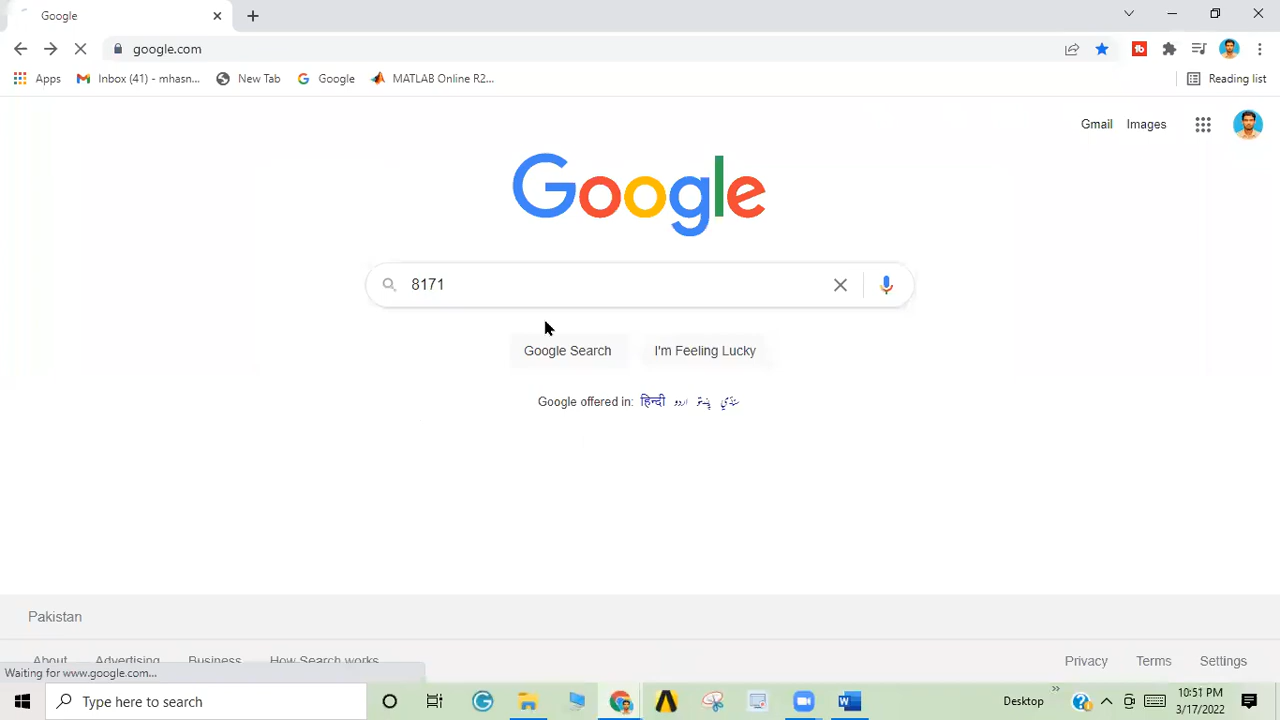 Google
google.com
Apps
Inbox (41) - mhasn...
New Tab
Google
MATLAB Online R2...
Reading list
Gmail
Images
Google
8171
Google Search
I'm Feeling Lucky
Google offered in: हिन्दी اردو پښتو سنڌي
Pakistan
About
Advertising
Business
How Search works
Privacy
Terms
Settings
Waiting for www.google.com...
Type here to search
Desktop
10:51 PM
3/17/2022